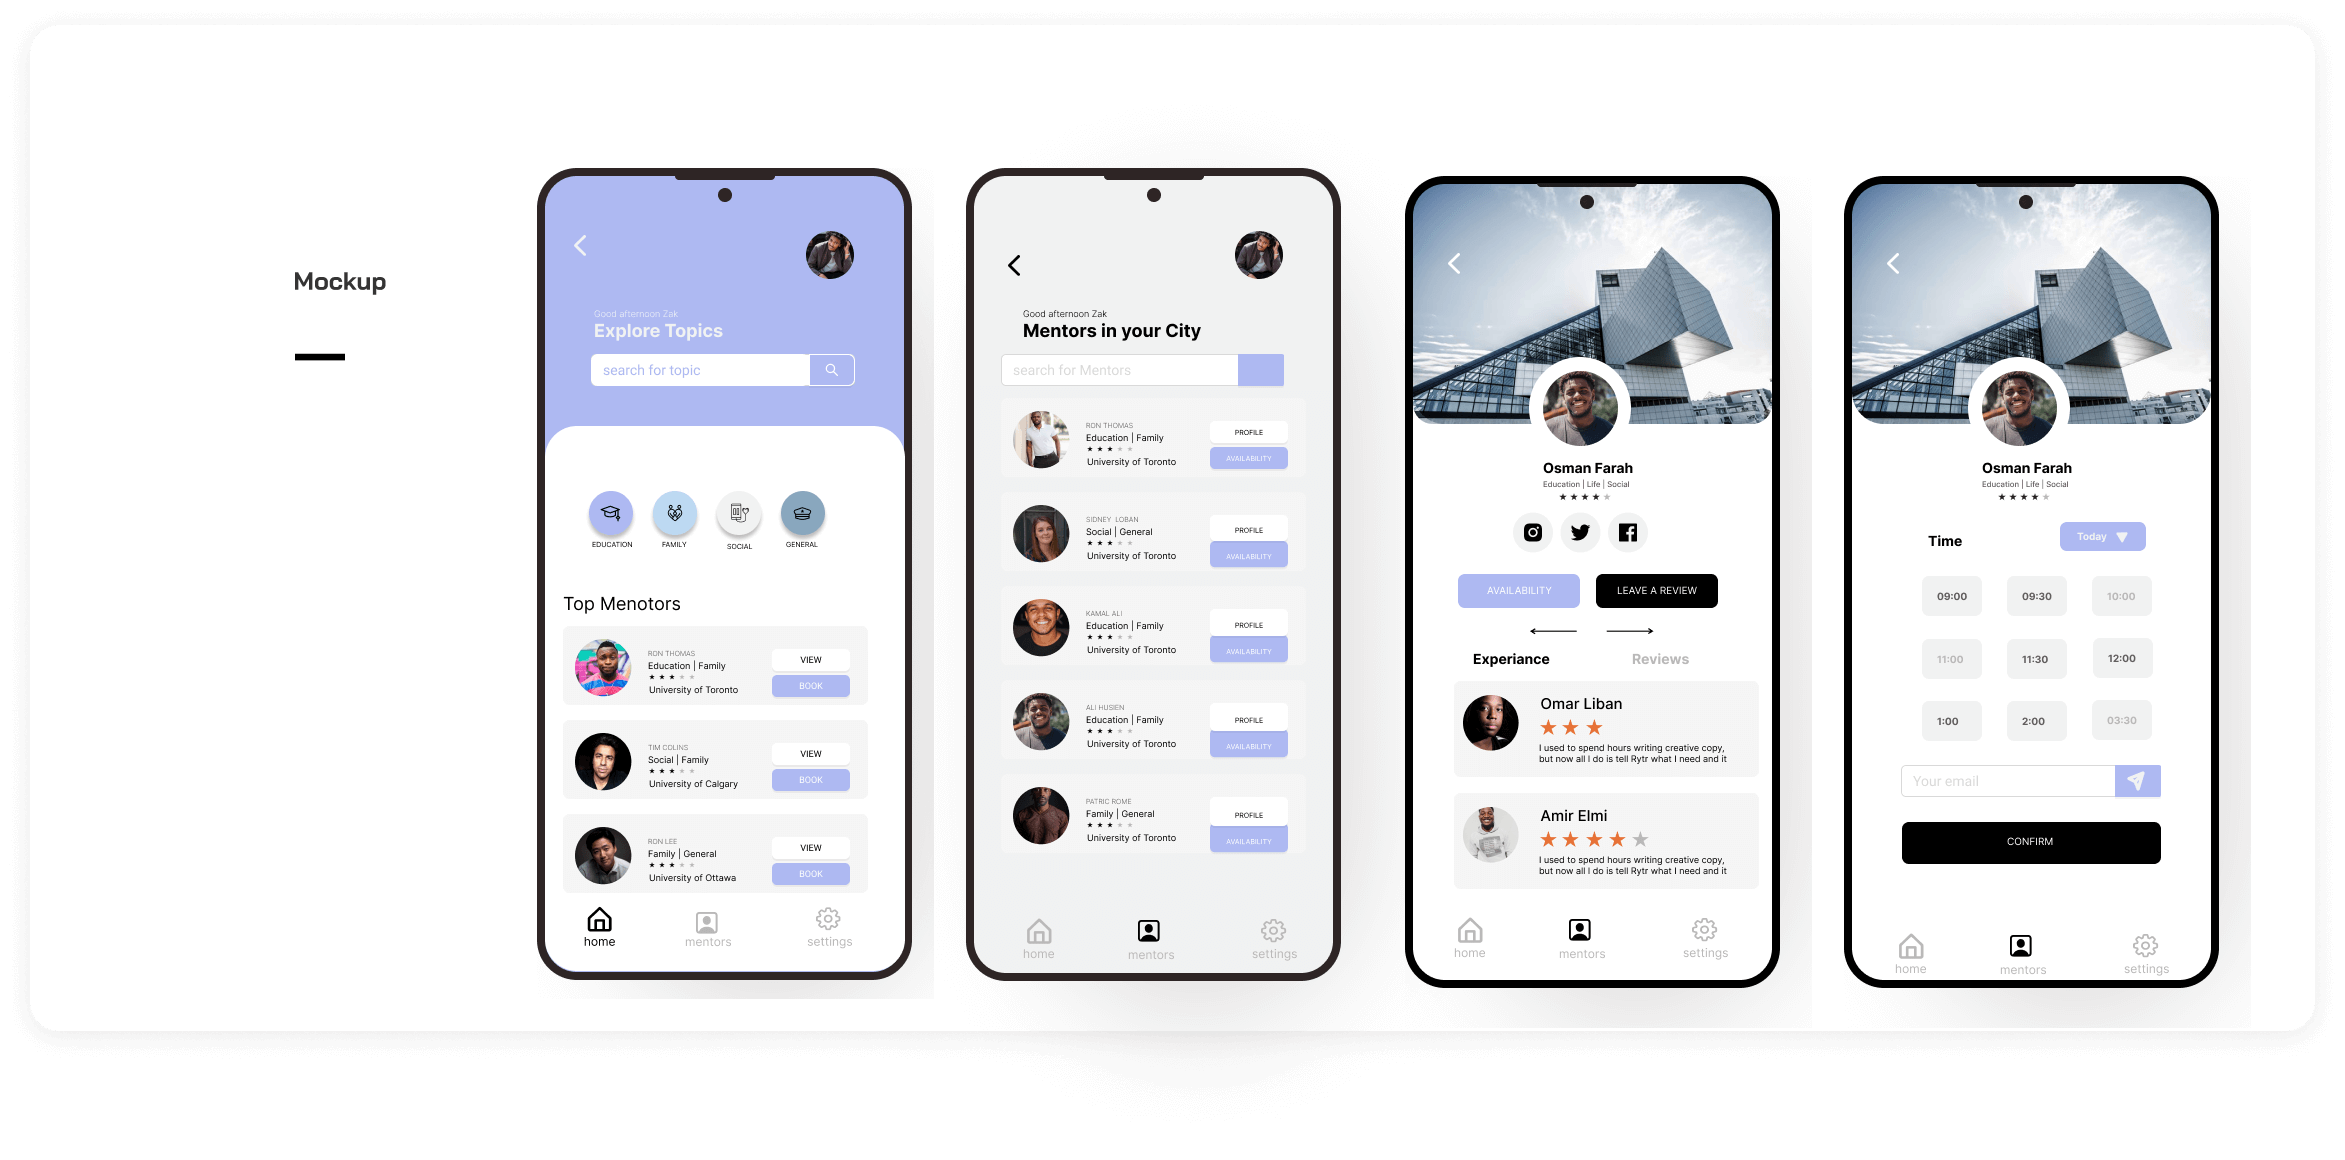 Mockup
Good afternoon Zak
Explore Topics
search for topic
EDUCATION
FAMILY
SOCIAL
GENERAL
Top Menotors
RON THOMAS
Education | Family
University of Toronto
VIEW
BOOK
TIM COLINS
Social | Family
University of Calgary
VIEW
BOOK
RON LEE
Family | General
University of Ottawa
VIEW
BOOK
home
mentors
settings
Good afternoon Zak
Mentors in your City
search for Mentors
RON THOMAS
Education | Family
University of Toronto
PROFILE
AVAILABILITY
SIDNEY LOBAN
Social | General
University of Toronto
PROFILE
AVAILABILITY
KAMAL ALI
Education | Family
University of Toronto
PROFILE
AVAILABILITY
ALI HUSIEN
Education | Family
University of Toronto
PROFILE
AVAILABILITY
PATRIC ROME
Family | General
University of Toronto
PROFILE
AVAILABILITY
home
mentors
settings
Osman Farah
Education | Life | Social
AVAILABILITY
LEAVE A REVIEW
Experiance
Reviews
Omar Liban
I used to spend hours writing creative copy,
but now all I do is tell Rytr what I need and it
Amir Elmi
I used to spend hours writing creative copy,
but now all I do is tell Rytr what I need and it
home
mentors
settings
Osman Farah
Education | Life | Social
Time
Today
09:00
09:30
10:00
11:00
11:30
12:00
1:00
2:00
03:30
Your email
CONFIRM
home
mentors
settings